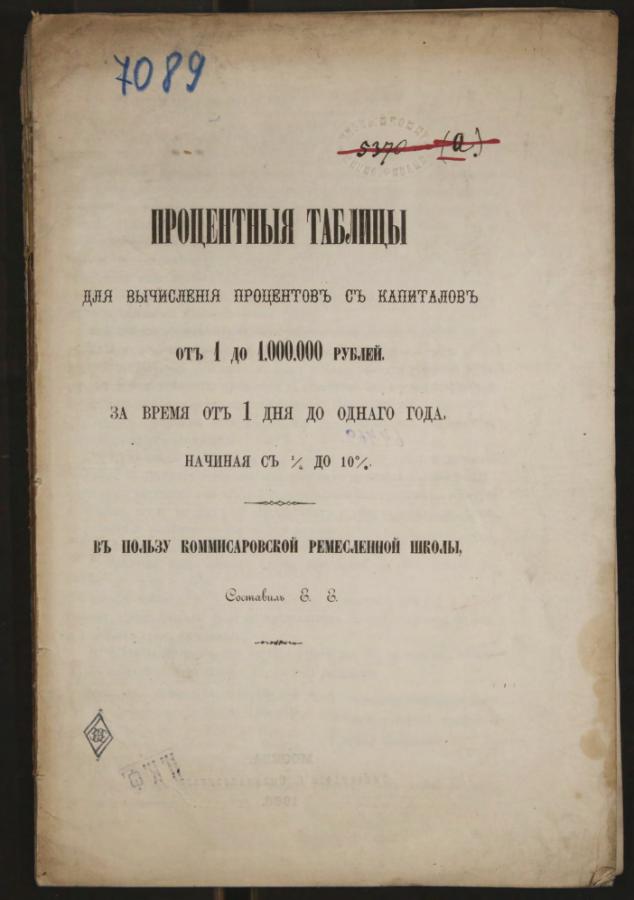 7089
5370 (а)
ПРОЦЕНТНЫЯ ТАБЛИЦЫ
ДЛЯ ВЫЧИСЛЕНІЯ ПРОЦЕНТОВЪ СЪ КАПИТАЛОВЪ
ОТЪ 1 ДО 1.000.000 РУБЛЕЙ.
ЗА ВРЕМЯ ОТЪ 1 ДНЯ ДО ОДНАГО ГОДА,
НАЧИНАЯ СЪ ¼ ДО 10%.
ВЪ ПОЛЬЗУ КОММИСАРОВСКОЙ РЕМЕСЛЕННОЙ ШКОЛЫ,
Составилъ Е. Е.